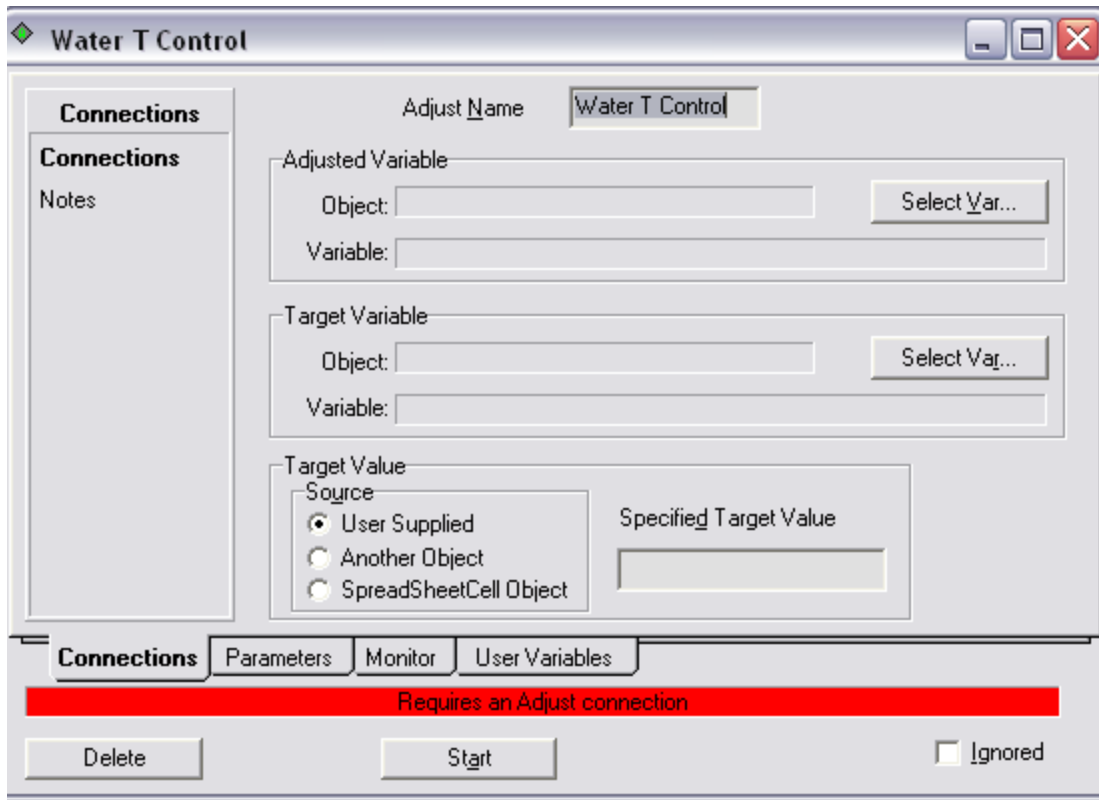 Water T Control
Connections
Adjust Name Water T Control
Connections
Notes
Adjusted Variable
Object:
Select Var...
Variable:
Target Variable
Object:
Select Var...
Variable:
Target Value
Source
User Supplied
Another Object
SpreadSheetCell Object
Specified Target Value
Connections Parameters Monitor User Variables
Requires an Adjust connection
Delete Start Ignored